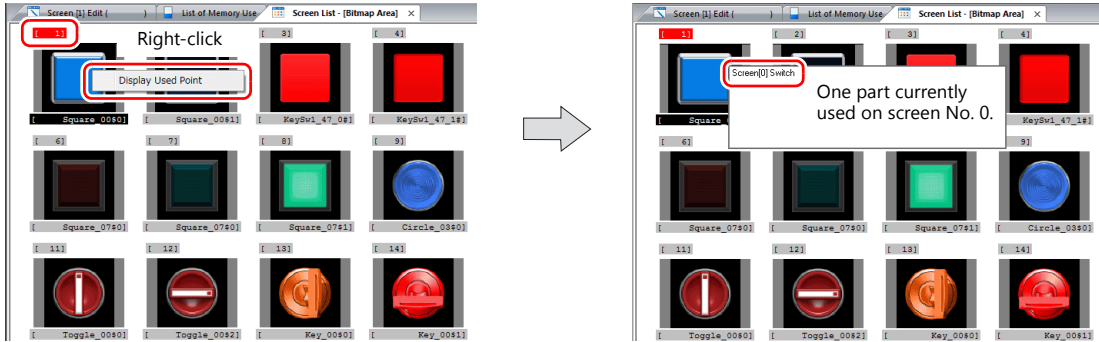 Screen [1] Edit ( )
List of Memory Use
Screen List - [Bitmap Area] ×
[ 1]
Right-click
[ 3]
[ 4]
Display Used Point
[ Square_00$0]
[ Square_00$1]
[ KeySw1_47_0$]
[ KeySw1_47_1$]
[ 6]
[ 7]
[ 8]
[ 9]
[ Square_07$0]
[ Square_07$0]
[ Square_07$1]
[ Circle_03$0]
[ 11]
[ 12]
[ 13]
[ 14]
[ Toggle_00$0]
[ Toggle_00$2]
[ Key_00$0]
[ Key_00$1]
Screen [1] Edit ( )
List of Memory Use
Screen List - [Bitmap Area] ×
[ 1]
[ 2]
[ 3]
[ 4]
Screen[0] Switch
One part currently
used on screen No. 0.
[ Square_
KeySw1_47_1$]
[ 6]
9]
[ Square_07$0]
[ Square_07$0]
[ Square_07$1]
[ Circle_03$0]
[ 11]
[ 12]
[ 13]
[ 14]
[ Toggle_00$0]
[ Toggle_00$2]
[ Key_00$0]
[ Key_00$1]